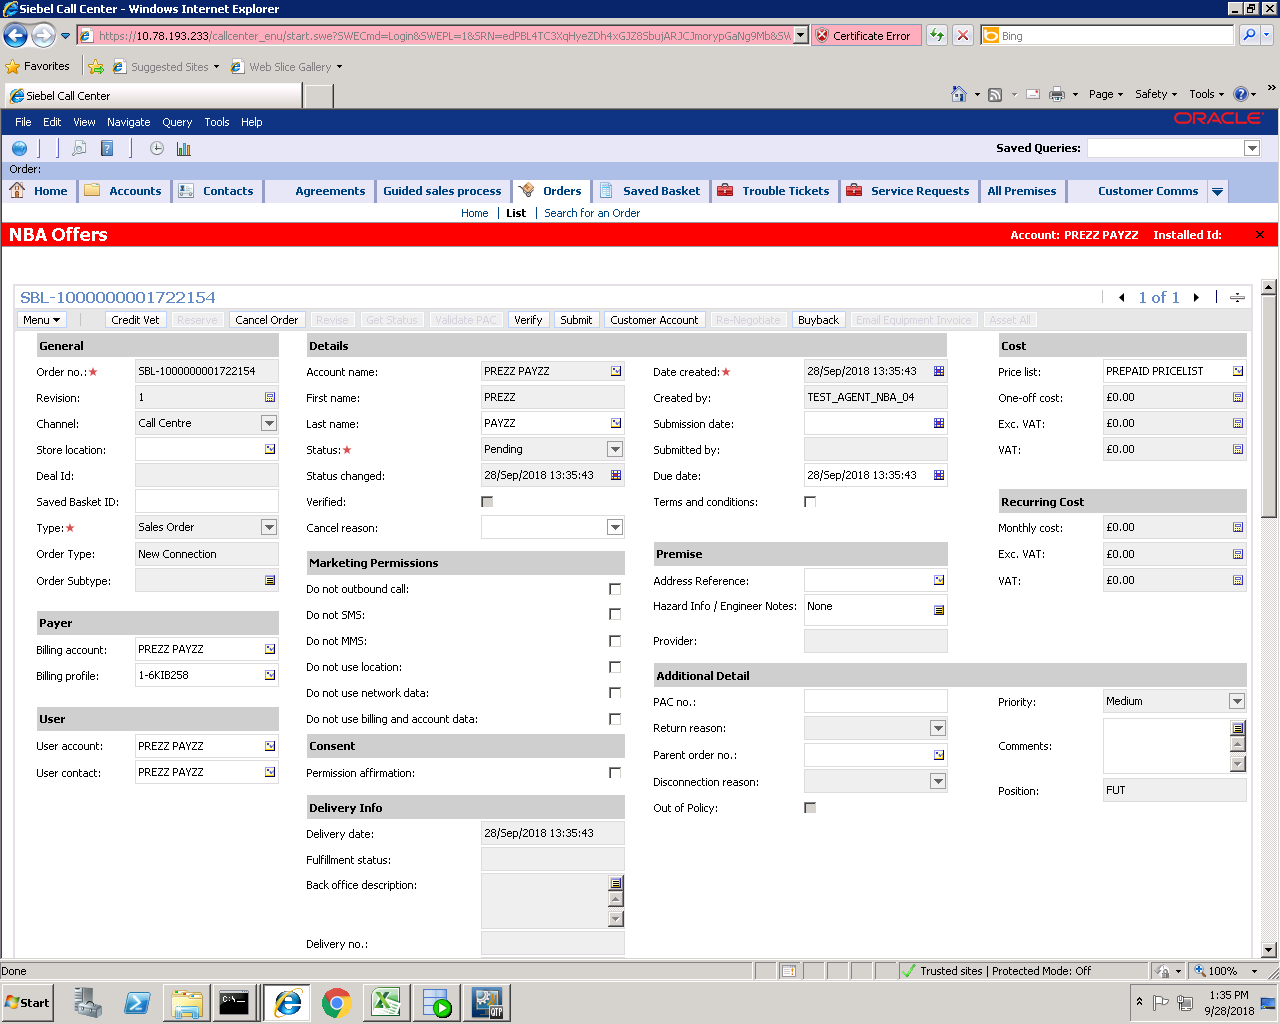 Siebel Call Center - Windows Internet Explorer
https://10.78.193.233/callcenter_enu/start.swe?SWECmd=Login&SWEPL=1&SRN=edPBL4TC3XqHyeZDh4xGJZ8SbujARJCJmorypGaNg9Mb&SV
Certificate Error
Bing
Favorites
Suggested Sites
Web Slice Gallery
Siebel Call Center
Page
Safety
Tools
File Edit View Navigate Query Tools Help
ORACLE
Saved Queries:
Order:
Home Accounts Contacts Agreements Guided sales process Orders Saved Basket Trouble Tickets Service Requests All Premises Customer Comms
Home | List | Search for an Order
NBA Offers
Account: PREZZ PAYZZ Installed Id:
SBL-1000000001722154
1 of 1
Menu Credit Vet Reserve Cancel Order Revise Get Status Validate PAC Verify Submit Customer Account Re-Negotiate Buyback Email Equipment Invoice Asset All
General
Order no.:★ SBL-1000000001722154
Revision: 1
Channel: Call Centre
Store location:
Deal Id:
Saved Basket ID:
Type:★ Sales Order
Order Type: New Connection
Order Subtype:
Payer
Billing account: PREZZ PAYZZ
Billing profile: 1-6KIB258
User
User account: PREZZ PAYZZ
User contact: PREZZ PAYZZ
Details
Account name: PREZZ PAYZZ
First name: PREZZ
Last name: PAYZZ
Status:★ Pending
Status changed: 28/Sep/2018 13:35:43
Verified:
Cancel reason:
Marketing Permissions
Do not outbound call:
Do not SMS:
Do not MMS:
Do not use location:
Do not use network data:
Do not use billing and account data:
Consent
Permission affirmation:
Delivery Info
Delivery date: 28/Sep/2018 13:35:43
Fulfillment status:
Back office description:
Delivery no.:
Date created:★ 28/Sep/2018 13:35:43
Created by: TEST_AGENT_NBA_04
Submission date:
Submitted by:
Due date: 28/Sep/2018 13:35:43
Terms and conditions:
Premise
Address Reference:
Hazard Info / Engineer Notes: None
Provider:
Additional Detail
PAC no.:
Return reason:
Parent order no.:
Disconnection reason:
Out of Policy:
Priority: Medium
Comments:
Position: FUT
Cost
Price list: PREPAID PRICELIST
One-off cost: £0.00
Exc. VAT: £0.00
VAT: £0.00
Recurring Cost
Monthly cost: £0.00
Exc. VAT: £0.00
VAT: £0.00
Done
Trusted sites | Protected Mode: Off
100%
Start
C:\.
QTP
1:35 PM
9/28/2018